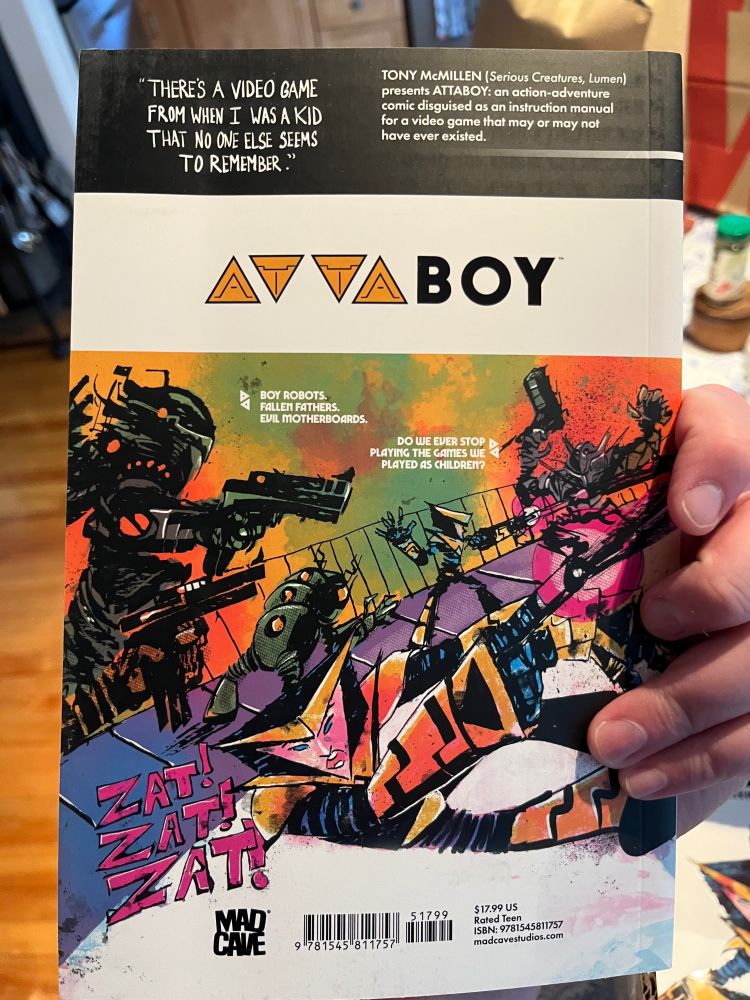 "THERE'S A VIDEO GAME
FROM WHEN I WAS A KID
THAT NO ONE ELSE SEEMS
TO REMEMBER."
TONY McMILLEN (Serious Creatures, Lumen)
presents ATTABOY: an action-adventure
comic disguised as an instruction manual
for a video game that may or may not
have ever existed.
ATTABOY™
BOY ROBOTS.
FALLEN FATHERS.
EVIL MOTHERBOARDS.
DO WE EVER STOP
PLAYING THE GAMES WE
PLAYED AS CHILDREN?
ZAT!
ZAT!
ZAT!
MAD
CAVE
51799
9 781545 811757
$17.99 US
Rated Teen
ISBN: 9781545811757
madcavestudios.com